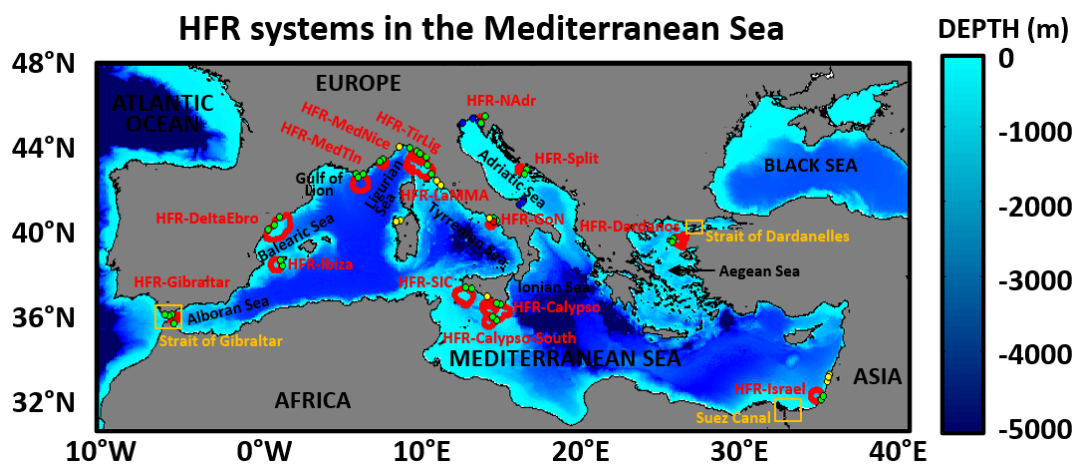 HFR systems in the Mediterranean Sea
DEPTH (m)
48°N
44°N
40°N
36°N
32°N
10°W
0°W
10°E
20°E
30°E
40°E
0
-1000
-2000
-3000
-4000
-5000
EUROPE
ATLANTIC
OCEAN
HFR-NAdr
HFR-MedNice
HFR-TirLig
HFR-MedTln
HFR-Split
BLACK SEA
Gulf of
Lion
Ligurian
Sea
Adriatic Sea
HFR-LaMMA
HFR-DeltaEbro
Balearic Sea
Tyrrenian Sea
HFR-GoN
HFR-Dardanos
Strait of Dardanelles
HFR-Ibiza
Aegean Sea
HFR-Gibraltar
HFR-SIC
Ionian Sea
Alboran Sea
HFR-Calypso
Strait of Gibraltar
HFR-Calypso-South
MEDITERRANEAN SEA
ASIA
HFR-Israel
AFRICA
Suez Canal